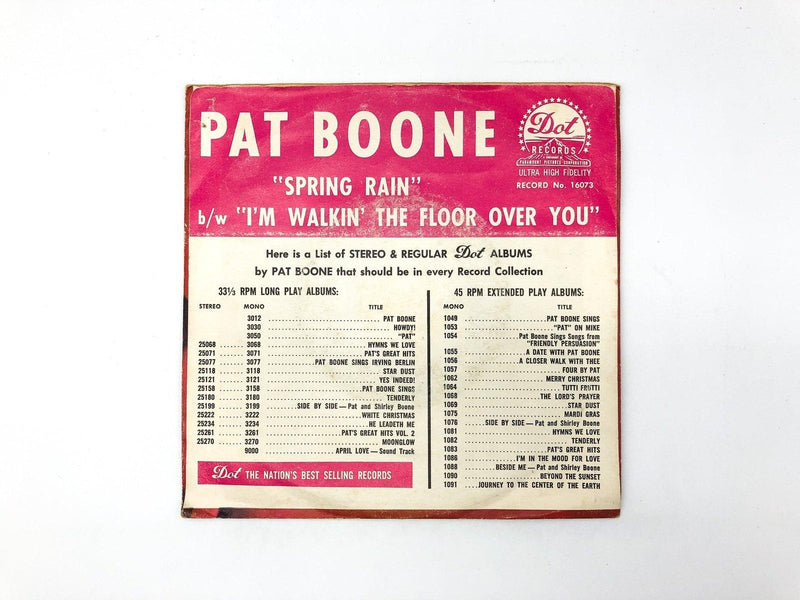 PAT BOONE
Dot
RECORDS
PARAMOUNT PICTURES CORPORATION
ULTRA HIGH FIDELITY
RECORD No. 16073
"SPRING RAIN"
b/w "I'M WALKIN' THE FLOOR OVER YOU"
Here is a List of STEREO & REGULAR Dot ALBUMS
by PAT BOONE that should be in every Record Collection
33⅓ RPM LONG PLAY ALBUMS:
STEREO MONO TITLE
3012 PAT BOONE
3030 HOWDY!
3050 "PAT"
25068 3068 HYMNS WE LOVE
25071 3071 PAT'S GREAT HITS
25077 3077 PAT BOONE SINGS IRVING BERLIN
25118 3118 STAR DUST
25121 3121 YES INDEED!
25158 3158 PAT BOONE SINGS
25180 3180 TENDERLY
25199 3199 SIDE BY SIDE—Pat and Shirley Boone
25222 3222 WHITE CHRISTMAS
25234 3234 HE LEADETH ME
25261 3261 PAT'S GREAT HITS VOL. 2
25270 3270 MOONGLOW
9000 APRIL LOVE—Sound Track
Dot THE NATION'S BEST SELLING RECORDS
45 RPM EXTENDED PLAY ALBUMS:
MONO TITLE
1049 PAT BOONE SINGS
1053 "PAT" ON MIKE
1054 Pat Boone Sings Songs from
"FRIENDLY PERSUASION"
1055 A DATE WITH PAT BOONE
1056 A CLOSER WALK WITH THEE
1057 FOUR BY PAT
1062 MERRY CHRISTMAS
1064 TUTTI FRUTTI
1068 THE LORD'S PRAYER
1069 STAR DUST
1075 MARDI GRAS
1076 SIDE BY SIDE—Pat and Shirley Boone
1081 HYMNS WE LOVE
1082 TENDERLY
1083 PAT'S GREAT HITS
1086 I'M IN THE MOOD FOR LOVE
1088 BESIDE ME—Pat and Shirley Boone
1090 BEYOND THE SUNSET
1091 JOURNEY TO THE CENTER OF THE EARTH